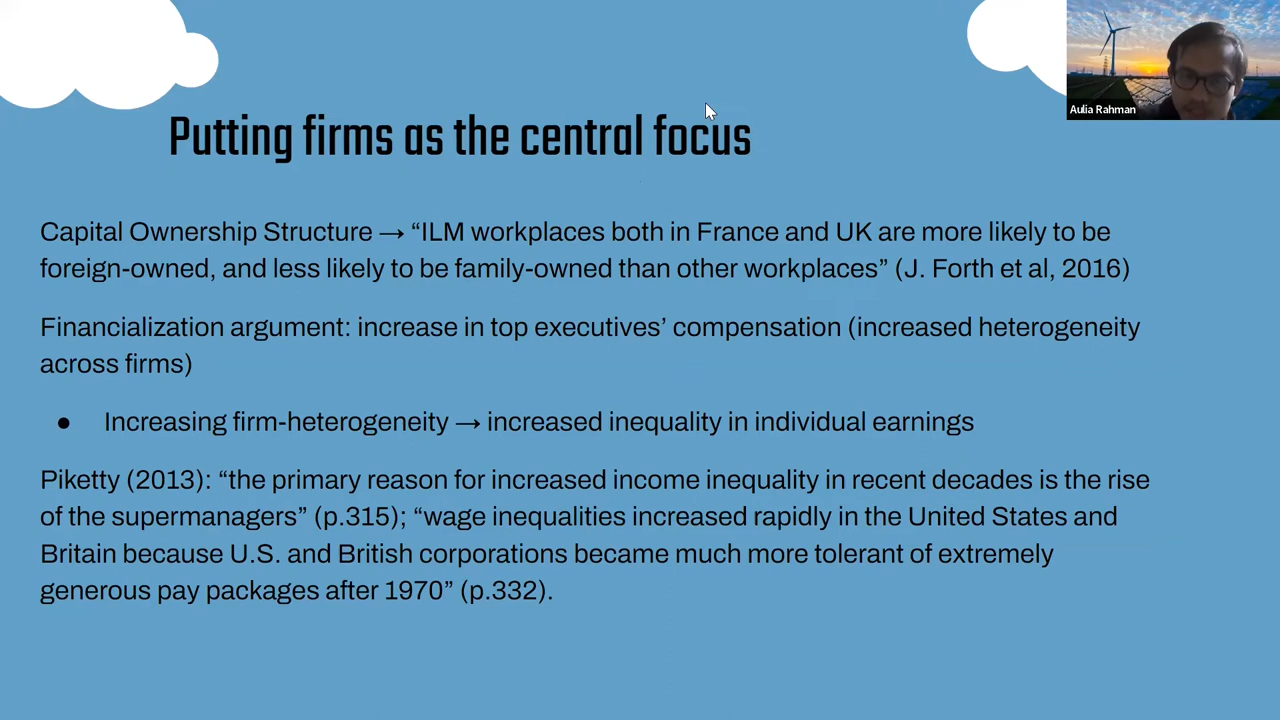 Aulia Rahman
Putting firms as the central focus
Capital Ownership Structure → “ILM workplaces both in France and UK are more likely to be
foreign-owned, and less likely to be family-owned than other workplaces” (J. Forth et al, 2016)
Financialization argument: increase in top executives’ compensation (increased heterogeneity
across firms)
● Increasing firm-heterogeneity → increased inequality in individual earnings
Piketty (2013): “the primary reason for increased income inequality in recent decades is the rise
of the supermanagers” (p.315); “wage inequalities increased rapidly in the United States and
Britain because U.S. and British corporations became much more tolerant of extremely
generous pay packages after 1970” (p.332).